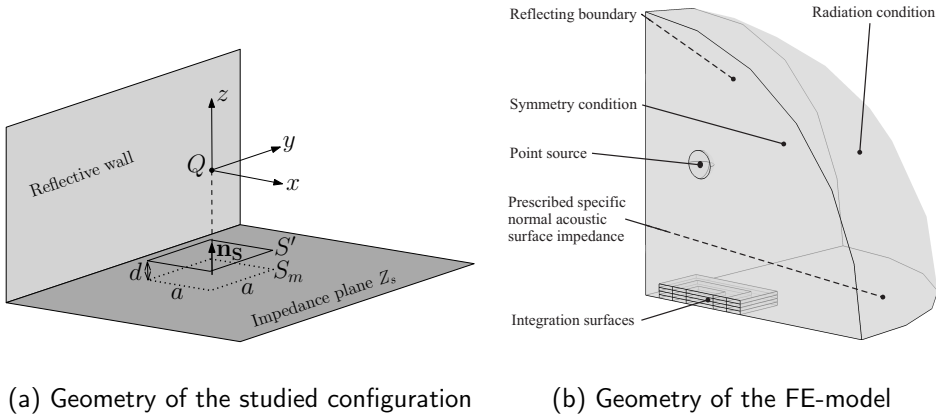 Reflective wall
z
y
Q
x
n_S
S′
d
S_m
a
a
Impedance plane Z_s
(a) Geometry of the studied configuration
Reflecting boundary
Radiation condition
Symmetry condition
Point source
Prescribed specific
normal acoustic
surface impedance
Integration surfaces
(b) Geometry of the FE-model